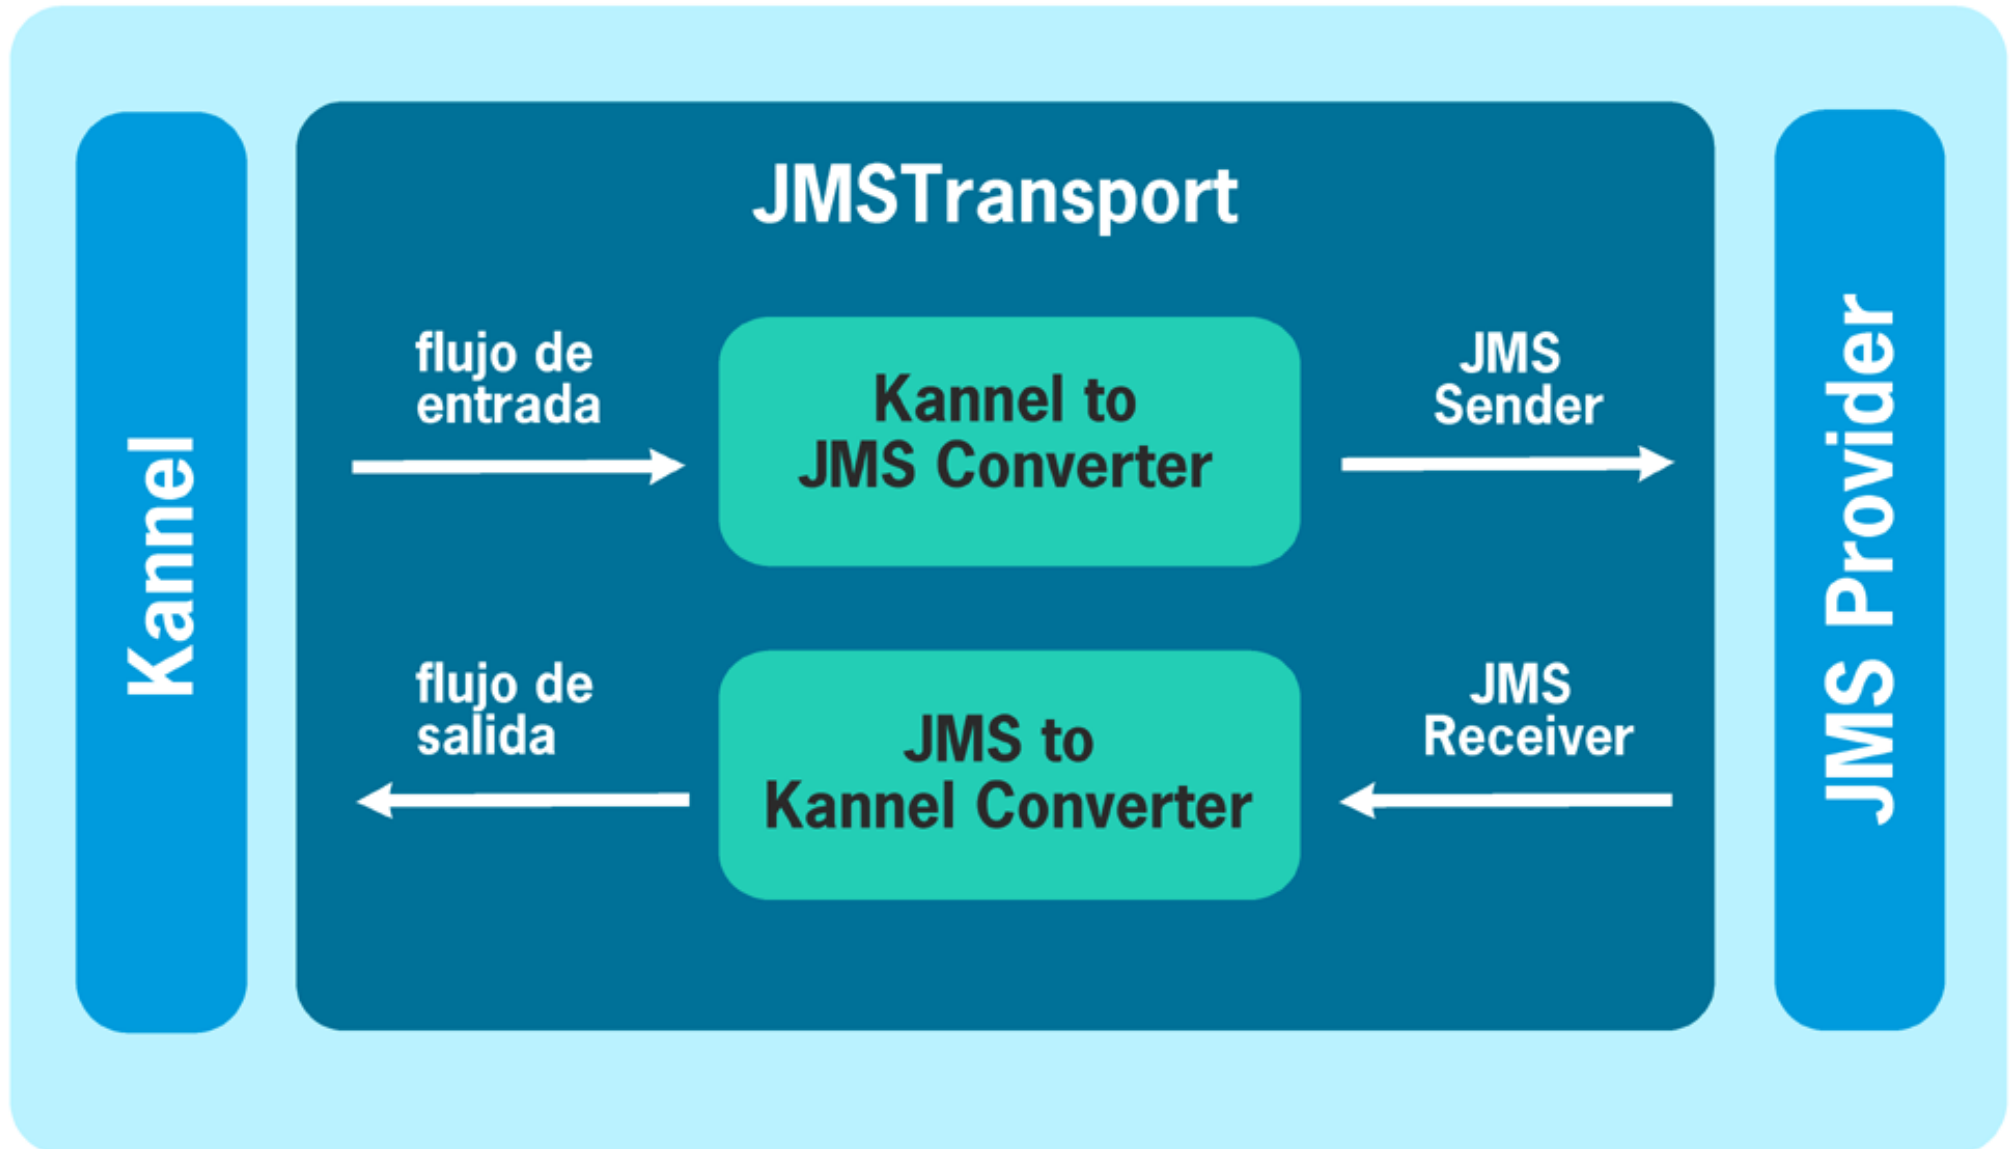 JMSTransport
Kannel
flujo de
entrada
Kannel to
JMS Converter
JMS
Sender
flujo de
salida
JMS to
Kannel Converter
JMS
Receiver
JMS Provider